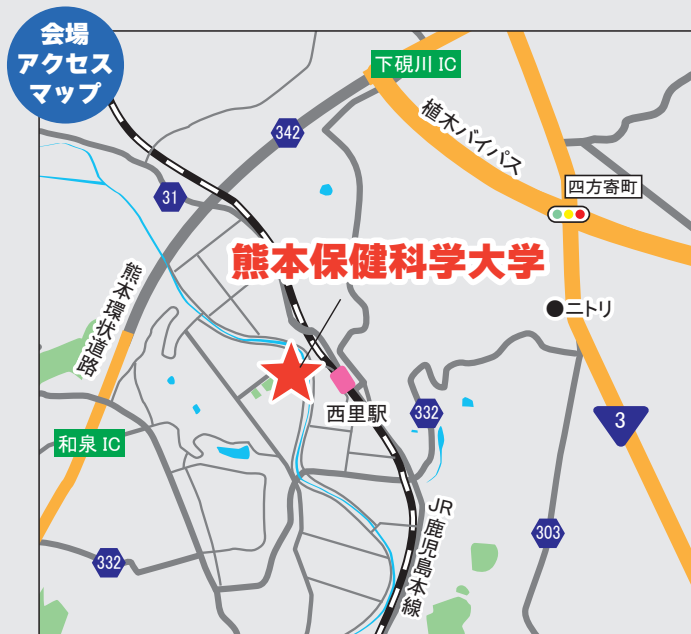 会場
アクセス
マップ
下硯川 IC
342
植木バイパス
四方寄町
31
熊本保健科学大学
熊本環状道路
ニトリ
西里駅
332
3
和泉 IC
JR鹿児島本線
303
332